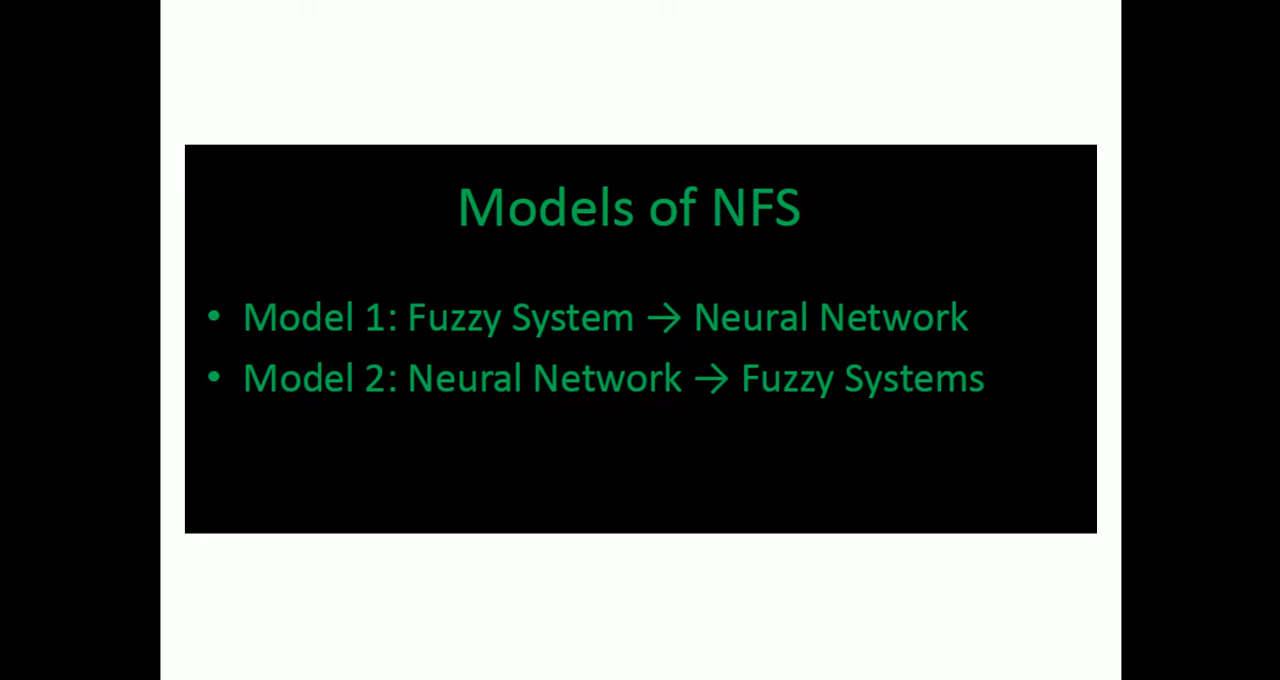 Models of NFS
• Model 1: Fuzzy System → Neural Network
• Model 2: Neural Network → Fuzzy Systems